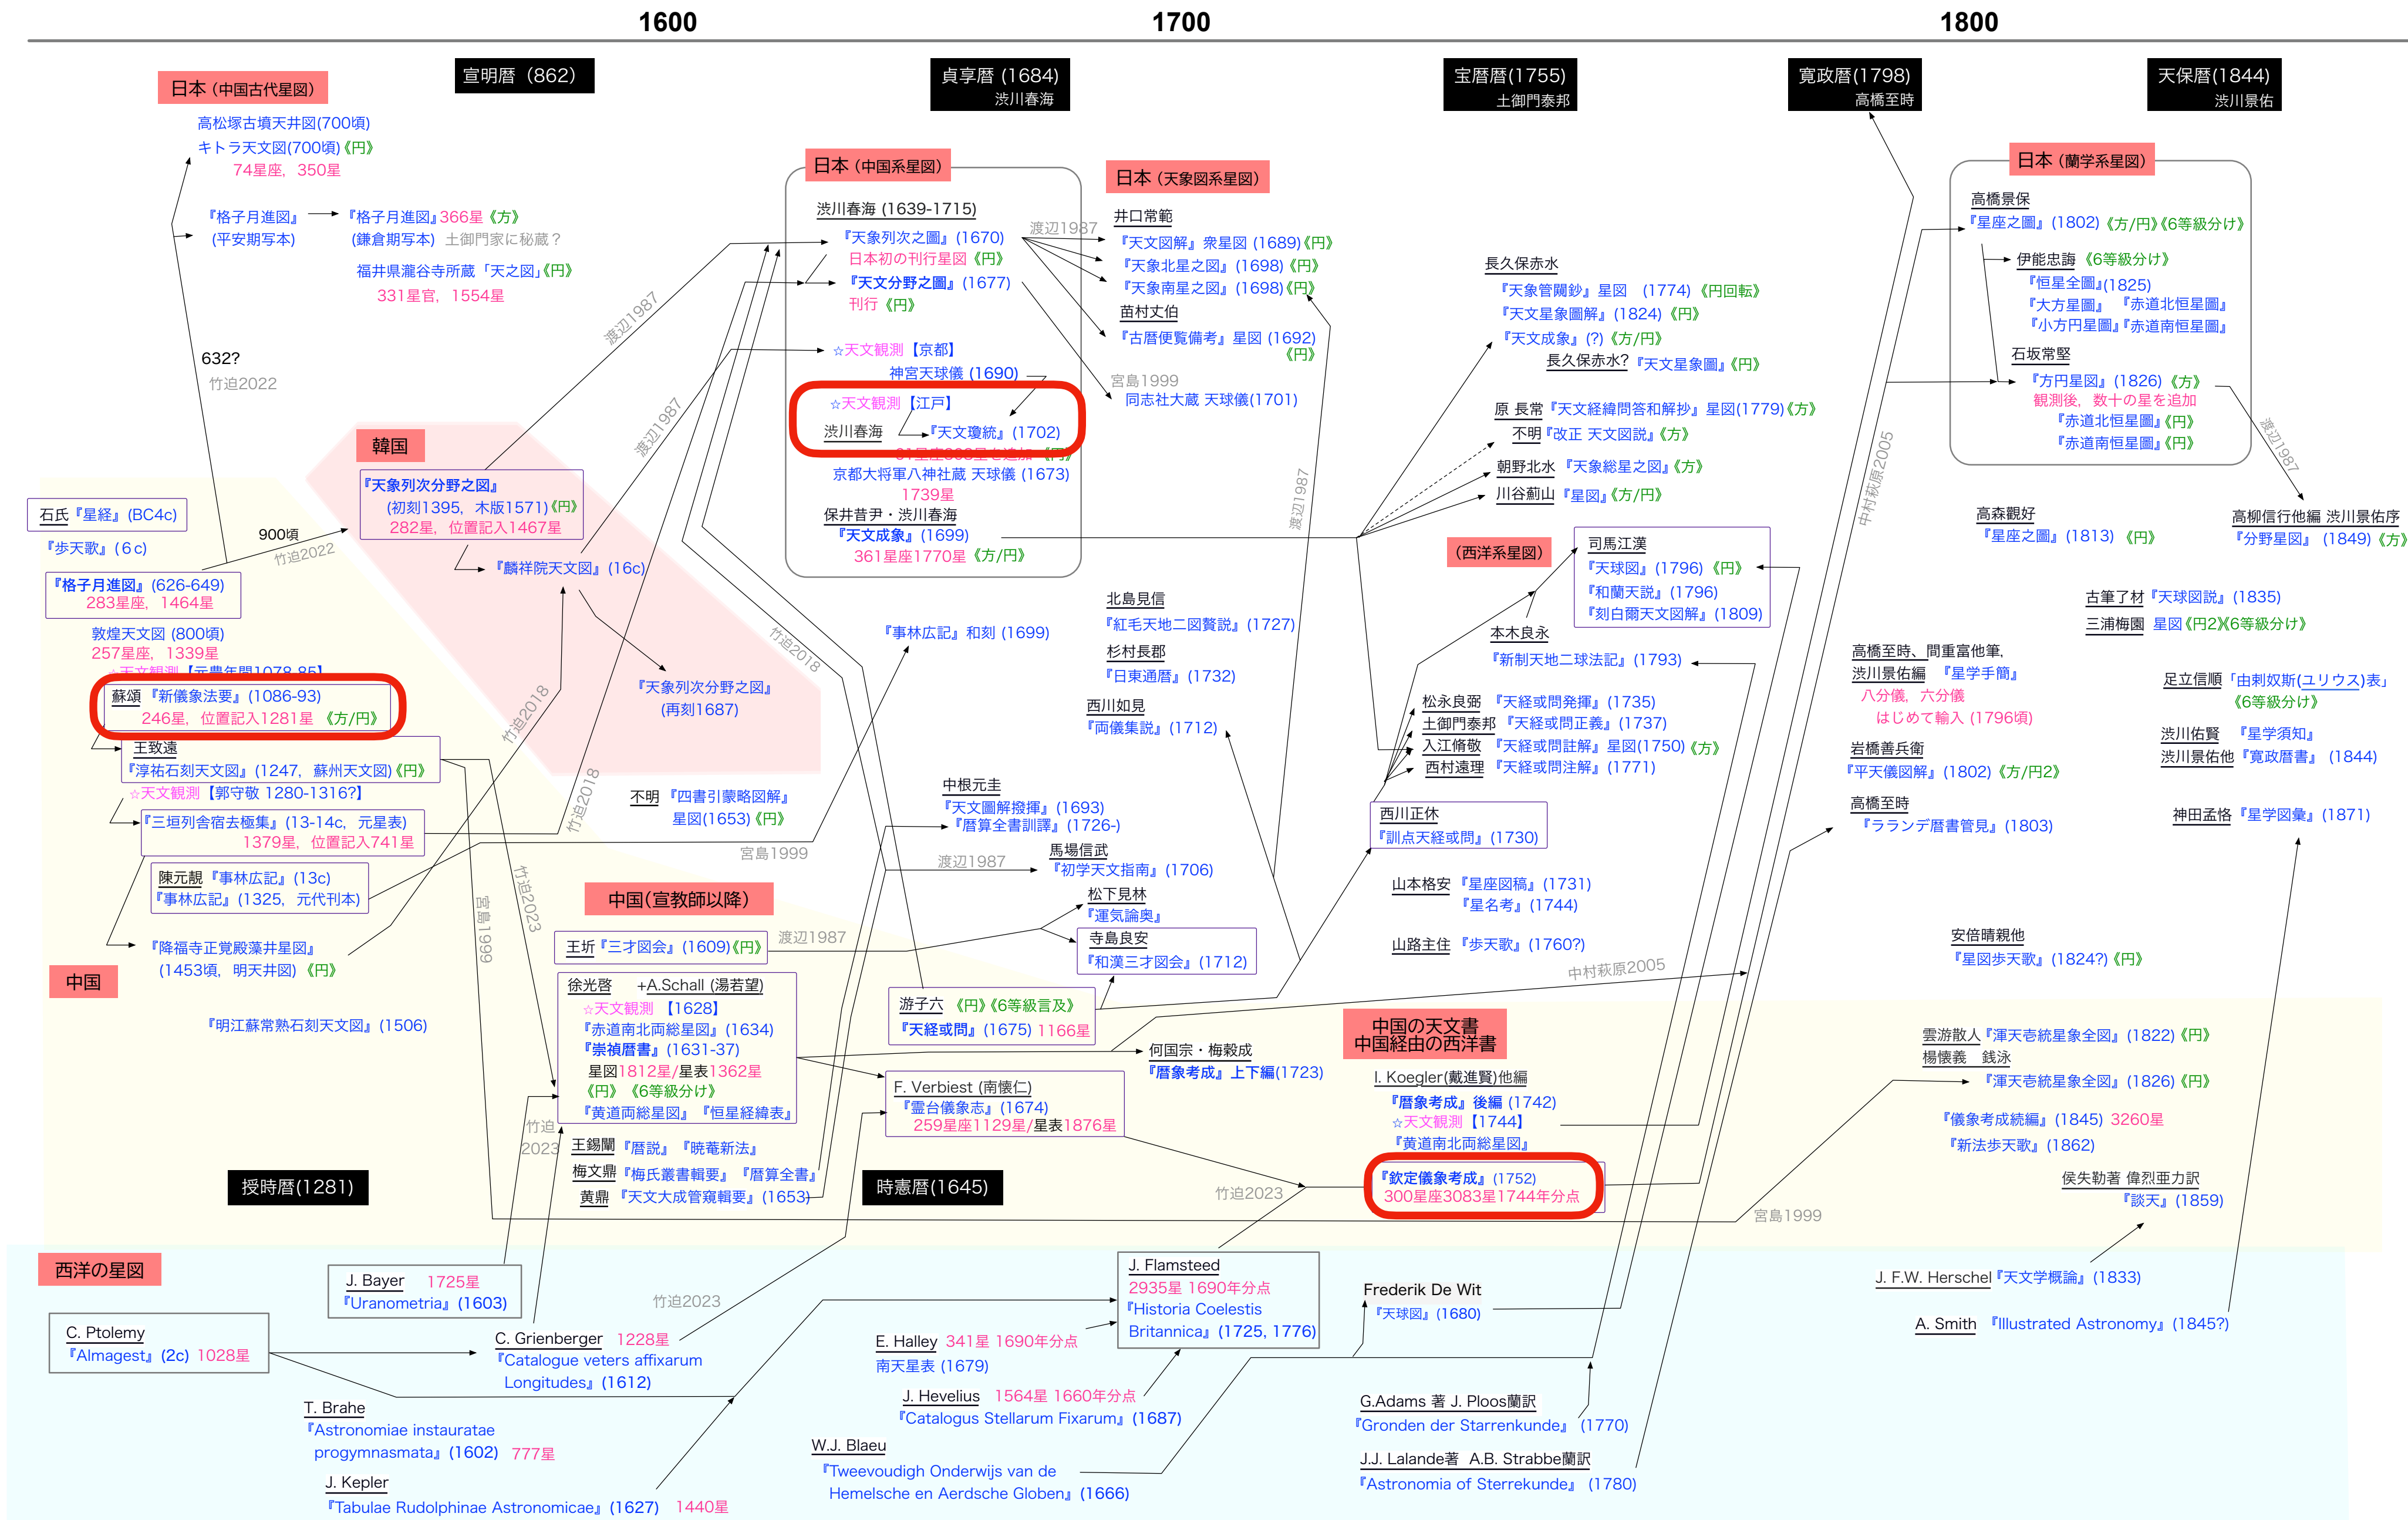 1600
1700
1800
宣明暦（862）
貞享暦 (1684)
渋川春海
宝暦暦(1755)
土御門泰邦
寛政暦(1798)
高橋至時
天保暦(1844)
渋川景佑
日本（中国古代星図）
高松塚古墳天井図(700頃)
キトラ天文図(700頃)《円》
74星座，350星
『格子月進図』
(平安期写本)
『格子月進図』366星《方》
(鎌倉期写本) 土御門家に秘蔵？
福井県瀧谷寺所蔵「天之図」《円》
331星官，1554星
632?
竹迫2022
900頃
竹迫2022
韓国
『天象列次分野之図』
(初刻1395，木版1571)《円》
282星，位置記入1467星
『麟祥院天文図』(16c)
『天象列次分野之図』
(再刻1687)
渡辺1987
渡辺1987
竹迫2018
竹迫2018
竹迫2018
日本（中国系星図）
渋川春海 (1639-1715)
『天象列次之圖』(1670)
日本初の刊行星図《円》
『天文分野之圖』(1677)
刊行《円》
☆天文観測【京都】
神宮天球儀 (1690)
☆天文観測【江戸】
渋川春海
『天文瓊統』(1702)
京都大将軍八神社蔵 天球儀 (1673)
1739星
保井昔尹・渋川春海
『天文成象』(1699)
361星座1770星《方/円》
日本（天象図系星図）
井口常範
渡辺1987
『天文図解』衆星図 (1689)《円》
『天象北星之図』(1698)《円》
『天象南星之図』(1698)《円》
苗村丈伯
『古暦便覧備考』星図 (1692)
《円》
宮島1999
同志社大蔵 天球儀(1701)
渡辺1987
長久保赤水
『天象管闚鈔』星図 (1774)《円回転》
『天文星象圖解』(1824)《円》
『天文成象』(?)《方/円》
長久保赤水?『天文星象圖』《円》
原 長常『天文経緯問答和解抄』星図(1779)《方》
不明『改正 天文図説』《方》
朝野北水 『天象総星之図』《方》
川谷薊山 『星図』《方/円》
（西洋系星図）
司馬江漢
『天球図』(1796)《円》
『和蘭天説』(1796)
『刻白爾天文図解』(1809)
本木良永
『新制天地二球法記』(1793)
松永良弼 『天経或問発揮』(1735)
土御門泰邦 『天経或問正義』(1737)
入江脩敬 『天経或問註解』星図(1750)《方》
西村遠理 『天経或問注解』(1771)
西川正休
『訓点天経或問』(1730)
山本格安『星座図稿』(1731)
『星名考』(1744)
山路主住 『歩天歌』(1760?)
中村萩原2005
中村萩原2005
日本（蘭学系星図）
高橋景保
『星座之圖』(1802)《方/円》《6等級分け》
伊能忠誨 《6等級分け》
『恒星全圖』(1825)
『大方星圖』 『赤道北恒星圖』
『小方円星圖』『赤道南恒星圖』
石坂常堅
『方円星図』(1826)《方》
観測後，数十の星を追加
『赤道北恒星圖』《円》
『赤道南恒星圖』《円》
渡辺1987
高森觀好
『星座之圖』(1813) 《円》
高柳信行他編 渋川景佑序
『分野星図』(1849)《方》
古筆了材『天球図説』(1835)
三浦梅園 星図《円2》《6等級分け》
高橋至時、間重富他筆,
渋川景佑編 『星学手簡』
八分儀，六分儀
はじめて輸入 (1796頃)
岩橋善兵衛
『平天儀図解』(1802)《方/円2》
高橋至時
『ラランデ暦書管見』(1803)
足立信順「由剌奴斯(ユリウス)表」
《6等級分け》
渋川佑賢 『星学須知』
渋川景佑他『寛政暦書』(1844)
神田孟恪『星学図彙』(1871)
安倍晴親他
『星図歩天歌』(1824?)《円》
石氏『星経』(BC4c)
『歩天歌』(6c)
『格子月進図』(626-649)
283星座，1464星
敦煌天文図 (800頃)
257星座，1339星
☆天文観測【元豊年間1078-85】
蘇頌『新儀象法要』(1086-93)
246星，位置記入1281星 《方/円》
王致遠
『淳祐石刻天文図』(1247，蘇州天文図)《円》
☆天文観測【郭守敬 1280-1316?】
『三垣列舎宿去極集』(13-14c，元星表)
1379星，位置記入741星
陳元靚『事林広記』(13c)
『事林広記』(1325，元代刊本)
『降福寺正覚殿藻井星図』
(1453頃，明天井図)《円》
中国
『明江蘇常熟石刻天文図』(1506)
授時暦(1281)
宮島1999
竹迫2023
不明『四書引蒙略図解』
星図(1653)《円》
『事林広記』和刻 (1699)
宮島1999
中国（宣教師以降）
王圻『三才図会』(1609)《円》
渡辺1987
徐光啓 +A.Schall (湯若望)
☆天文観測 【1628】
『赤道南北両総星図』(1634)
『崇禎暦書』(1631-37)
星図1812星/星表1362星
《円》《6等級分け》
『黄道両総星図』『恒星経緯表』
竹迫
2023
王錫闡『暦説』『暁菴新法』
梅文鼎『梅氏叢書輯要』『暦算全書』
黄鼎 『天文大成管窺輯要』(1653)
時憲暦(1645)
北島見信
『紅毛天地二図贅説』(1727)
杉村長郡
『日東通暦』(1732)
西川如見
『両儀集説』(1712)
中根元圭
『天文圖解撥揮』(1693)
『暦算全書訓譯』(1726-)
馬場信武
渡辺1987
『初学天文指南』(1706)
松下見林
『運気論奥』
寺島良安
『和漢三才図会』(1712)
游子六 《円》《6等級言及》
『天経或問』(1675) 1166星
何国宗・梅穀成
『暦象考成』上下編(1723)
F. Verbiest (南懐仁)
『霊台儀象志』(1674)
259星座1129星/星表1876星
竹迫2023
中国の天文書
中国経由の西洋書
I. Koegler(戴進賢)他編
『暦象考成』後編 (1742)
☆天文観測【1744】
『黄道南北両総星図』
『欽定儀象考成』(1752)
300星座3083星1744年分点
宮島1999
雲游散人『渾天壱統星象全図』(1822)《円》
楊懐義 銭泳
『渾天壱統星象全図』(1826)《円》
『儀象考成続編』(1845) 3260星
『新法歩天歌』(1862)
侯失勒著 偉烈亜力訳
『談天』(1859)
西洋の星図
J. Bayer 1725星
『Uranometria』(1603)
C. Ptolemy
『Almagest』(2c) 1028星
C. Grienberger 1228星
『Catalogue veters affixarum
Longitudes』(1612)
竹迫2023
T. Brahe
『Astronomiae instauratae
progymnasmata』(1602) 777星
J. Kepler
『Tabulae Rudolphinae Astronomicae』(1627) 1440星
J. Flamsteed
2935星 1690年分点
『Historia Coelestis
Britannica』(1725, 1776)
E. Halley 341星 1690年分点
南天星表 (1679)
J. Hevelius 1564星 1660年分点
『Catalogus Stellarum Fixarum』(1687)
W.J. Blaeu
『Tweevoudigh Onderwijs van de
Hemelsche en Aerdsche Globen』(1666)
Frederik De Wit
『天球図』(1680)
G.Adams 著 J. Ploos蘭訳
『Gronden der Starrenkunde』 (1770)
J.J. Lalande著 A.B. Strabbe蘭訳
『Astronomia of Sterrekunde』 (1780)
J. F.W. Herschel『天文学概論』(1833)
A. Smith 『Illustrated Astronomy』(1845?)